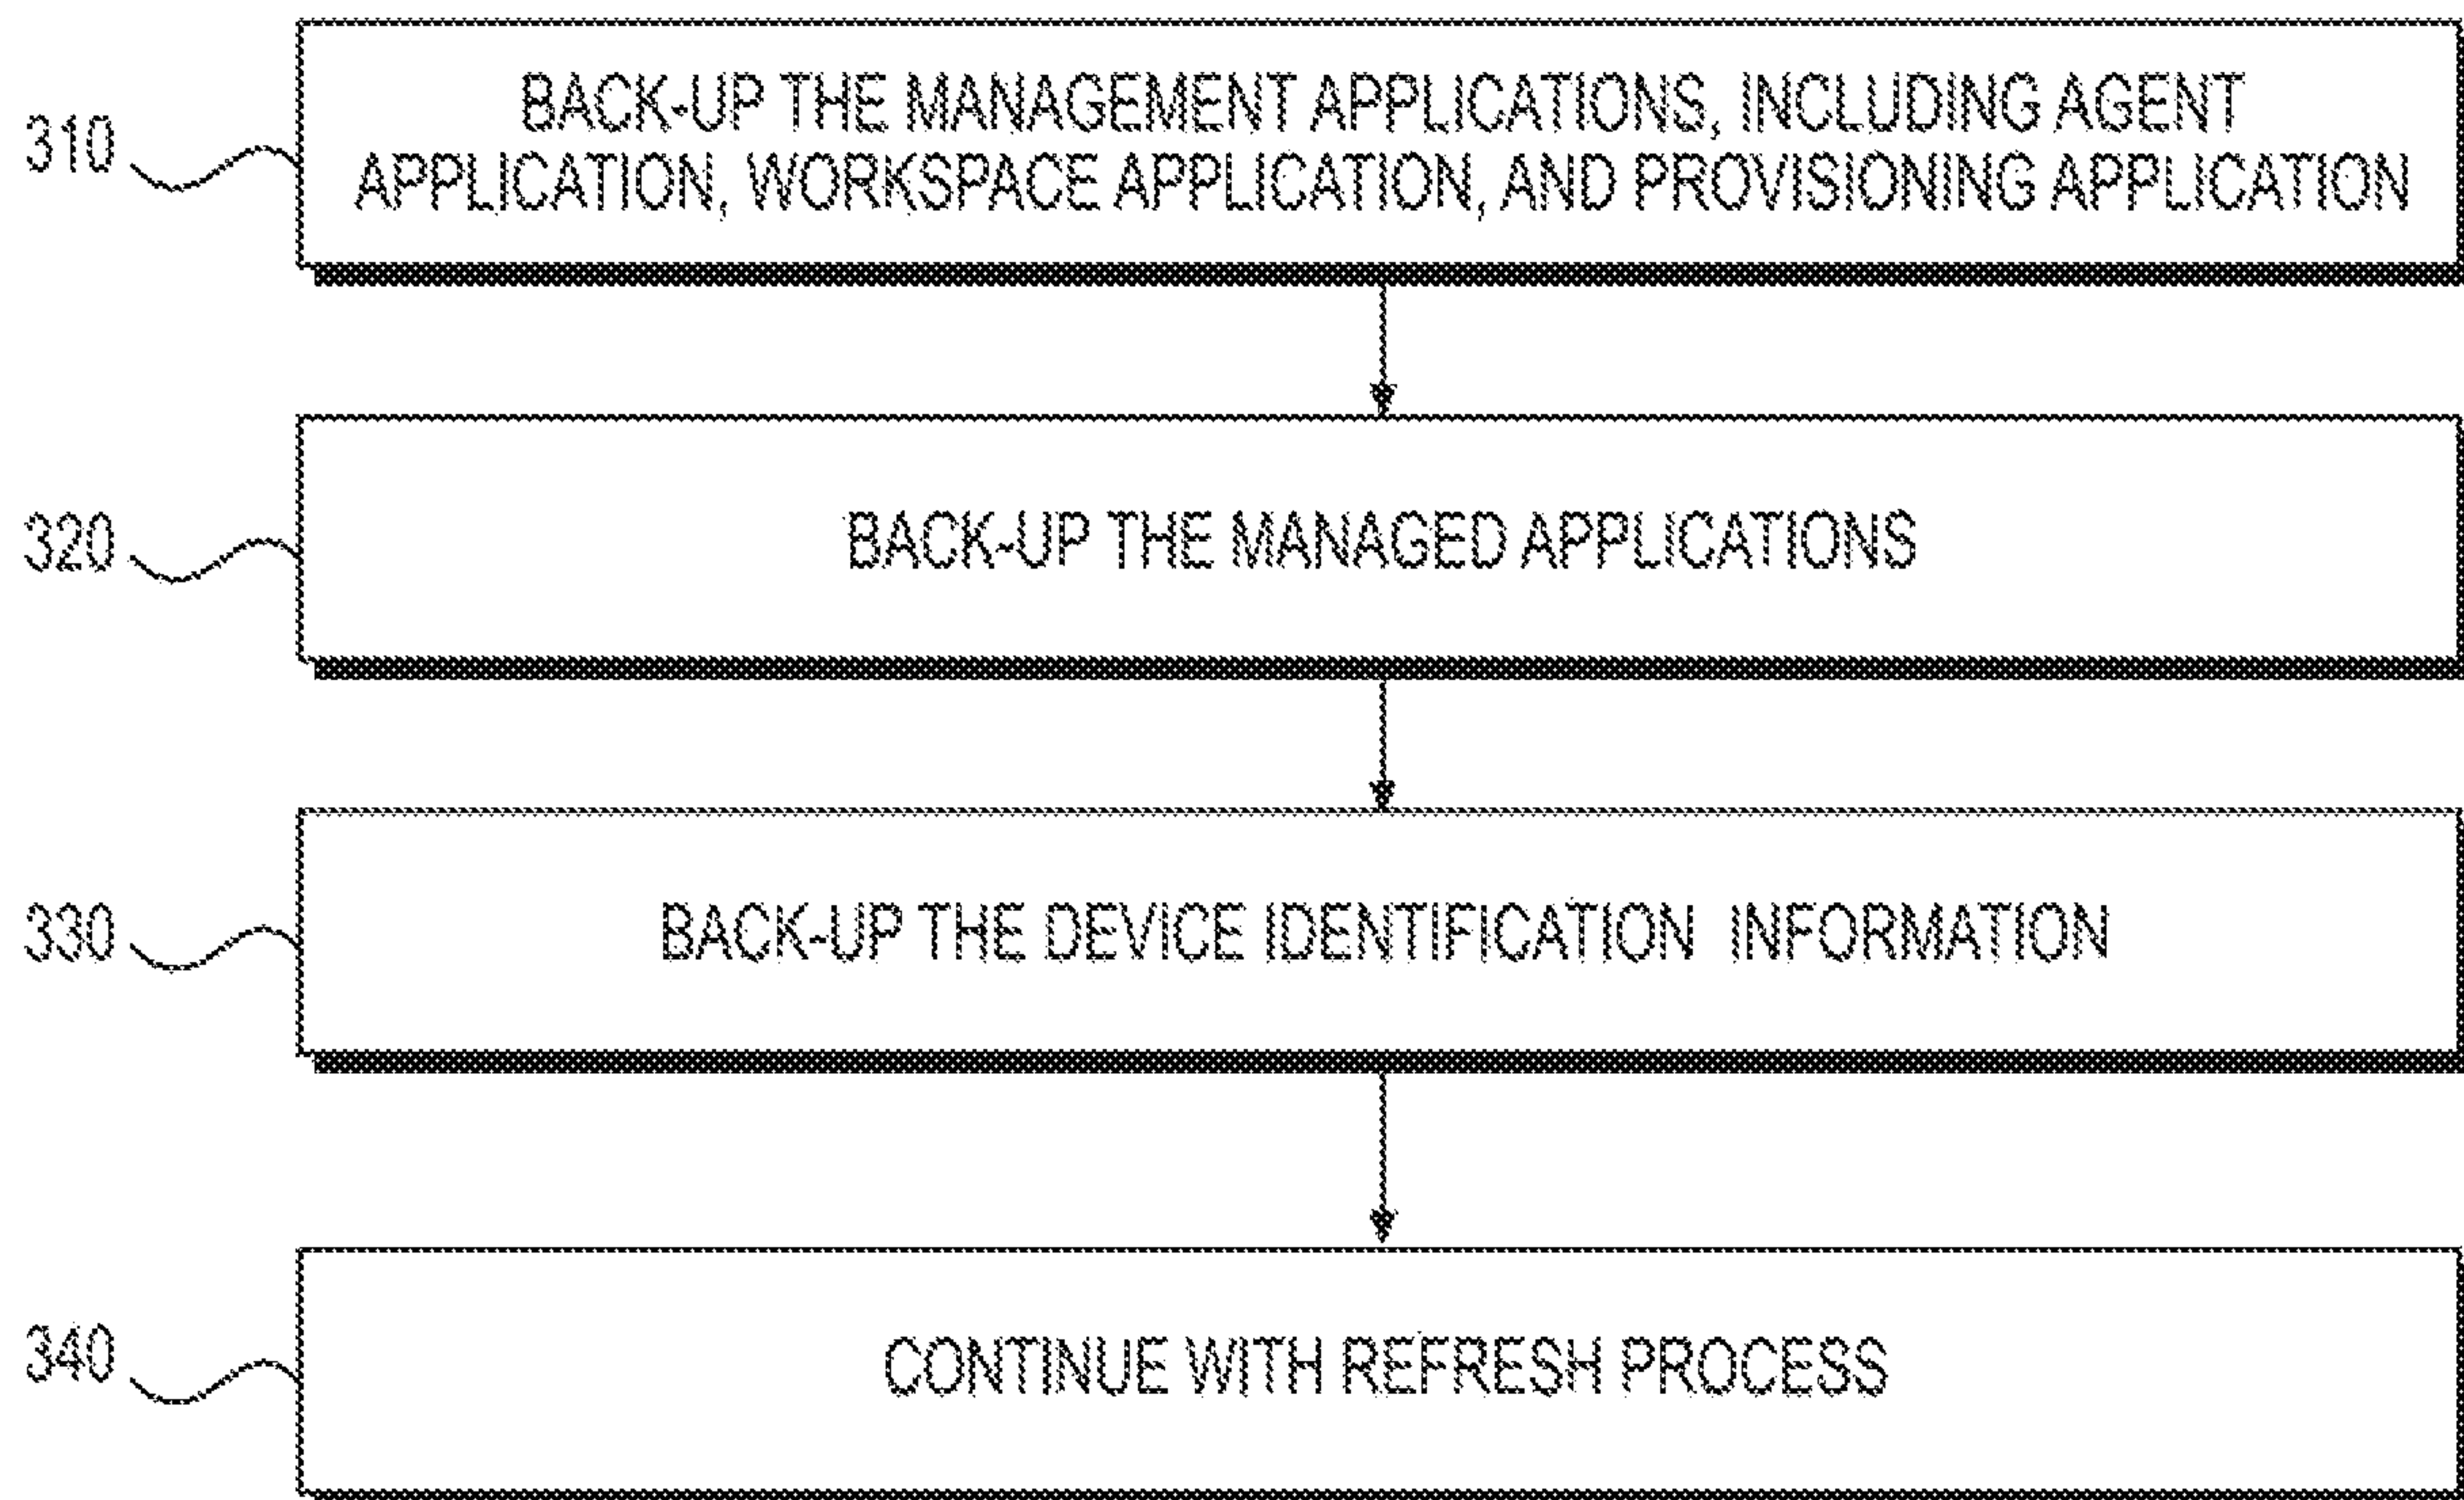 310
BACK-UP THE MANAGEMENT APPLICATIONS, INCLUDING AGENT
APPLICATION, WORKSPACE APPLICATION, AND PROVISIONING APPLICATION
320
BACK-UP THE MANAGED APPLICATIONS
330
BACK-UP THE DEVICE IDENTIFICATION INFORMATION
340
CONTINUE WITH REFRESH PROCESS